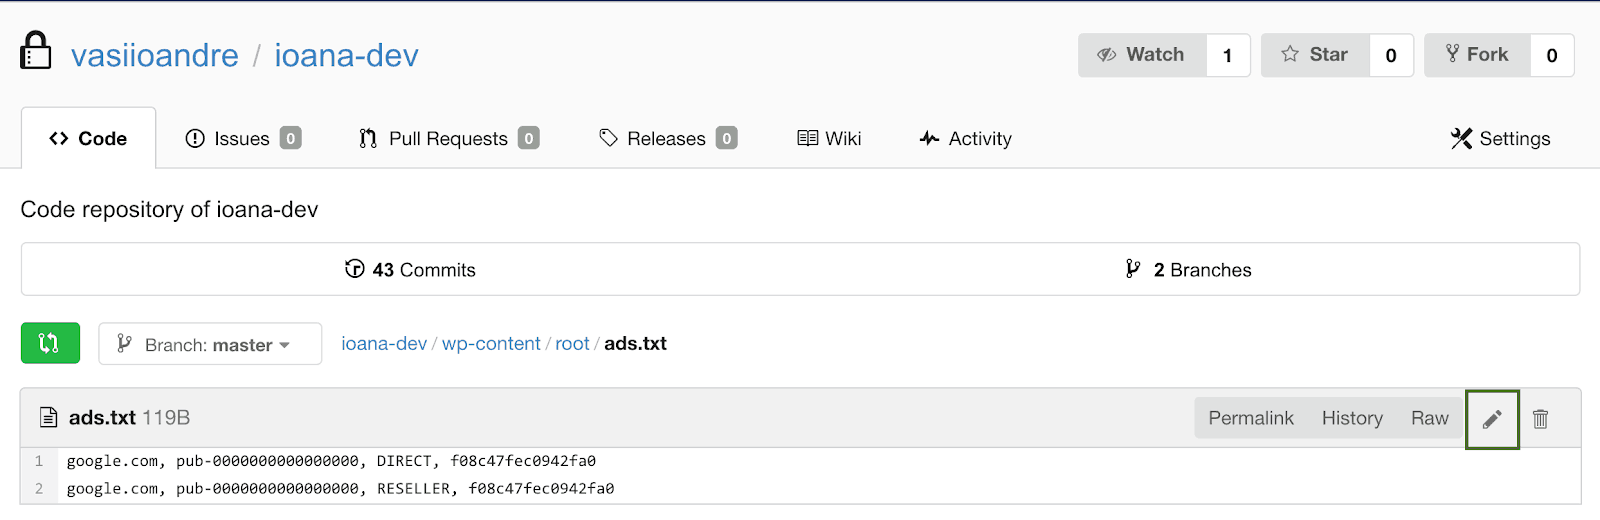 vasiioandre / ioana-dev
Watch 1 Star 0 Fork 0
Code Issues 0 Pull Requests 0 Releases 0 Wiki Activity Settings
Code repository of ioana-dev
43 Commits 2 Branches
Branch: master ioana-dev / wp-content / root / ads.txt
ads.txt 119B Permalink History Raw
1 google.com, pub-0000000000000000, DIRECT, f08c47fec0942fa0
2 google.com, pub-0000000000000000, RESELLER, f08c47fec0942fa0